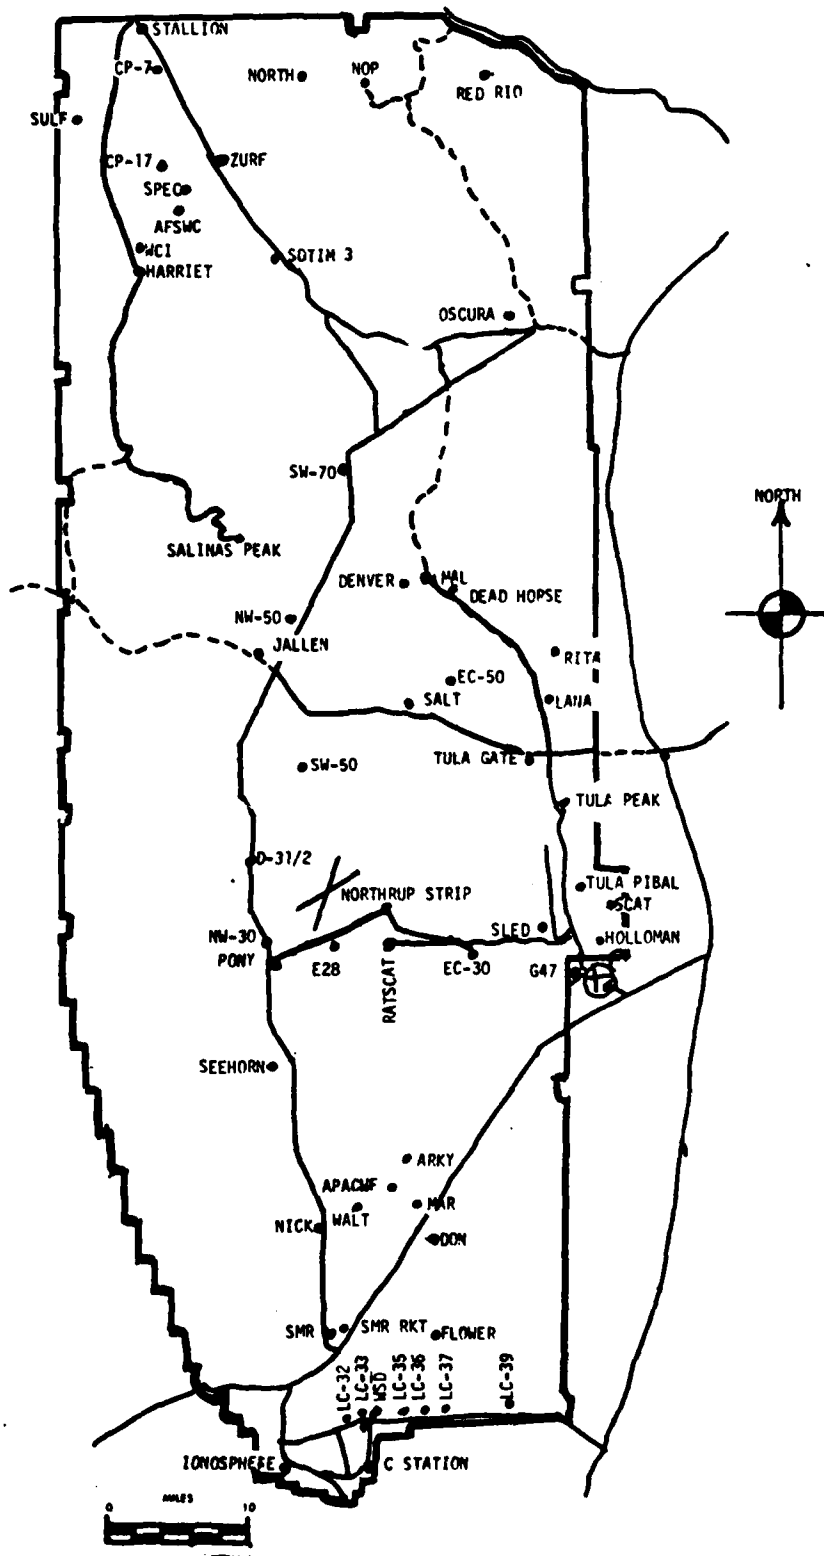 STALLION
CP-7
NORTH
NOP
RED RIO
SULF
CP-17
ZURF
SPEC
AFSWC
WCI
HARRIET
SOTIM 3
OSCURA
SW-70
NORTH
SALINAS PEAK
DENVER
MAL
DEAD HORSE
NW-50
JALLEN
RITA
EC-50
SALT
LANA
TULA GATE
SW-50
TULA PEAK
D-31/2
TULA PIBAL
NORTHRUP STRIP
SCAT
SLED
NW-30
HOLLOMAN
PONY
E28
RATSCAT
EC-30
G47
SEEHORN
ARKY
APACWF
MAR
WALT
NICK
DON
SMR
SMR RKT
FLOWER
LC-32
LC-33
WSD
LC-35
LC-36
LC-37
LC-39
IONOSPHERE
C STATION
MILES
0 10